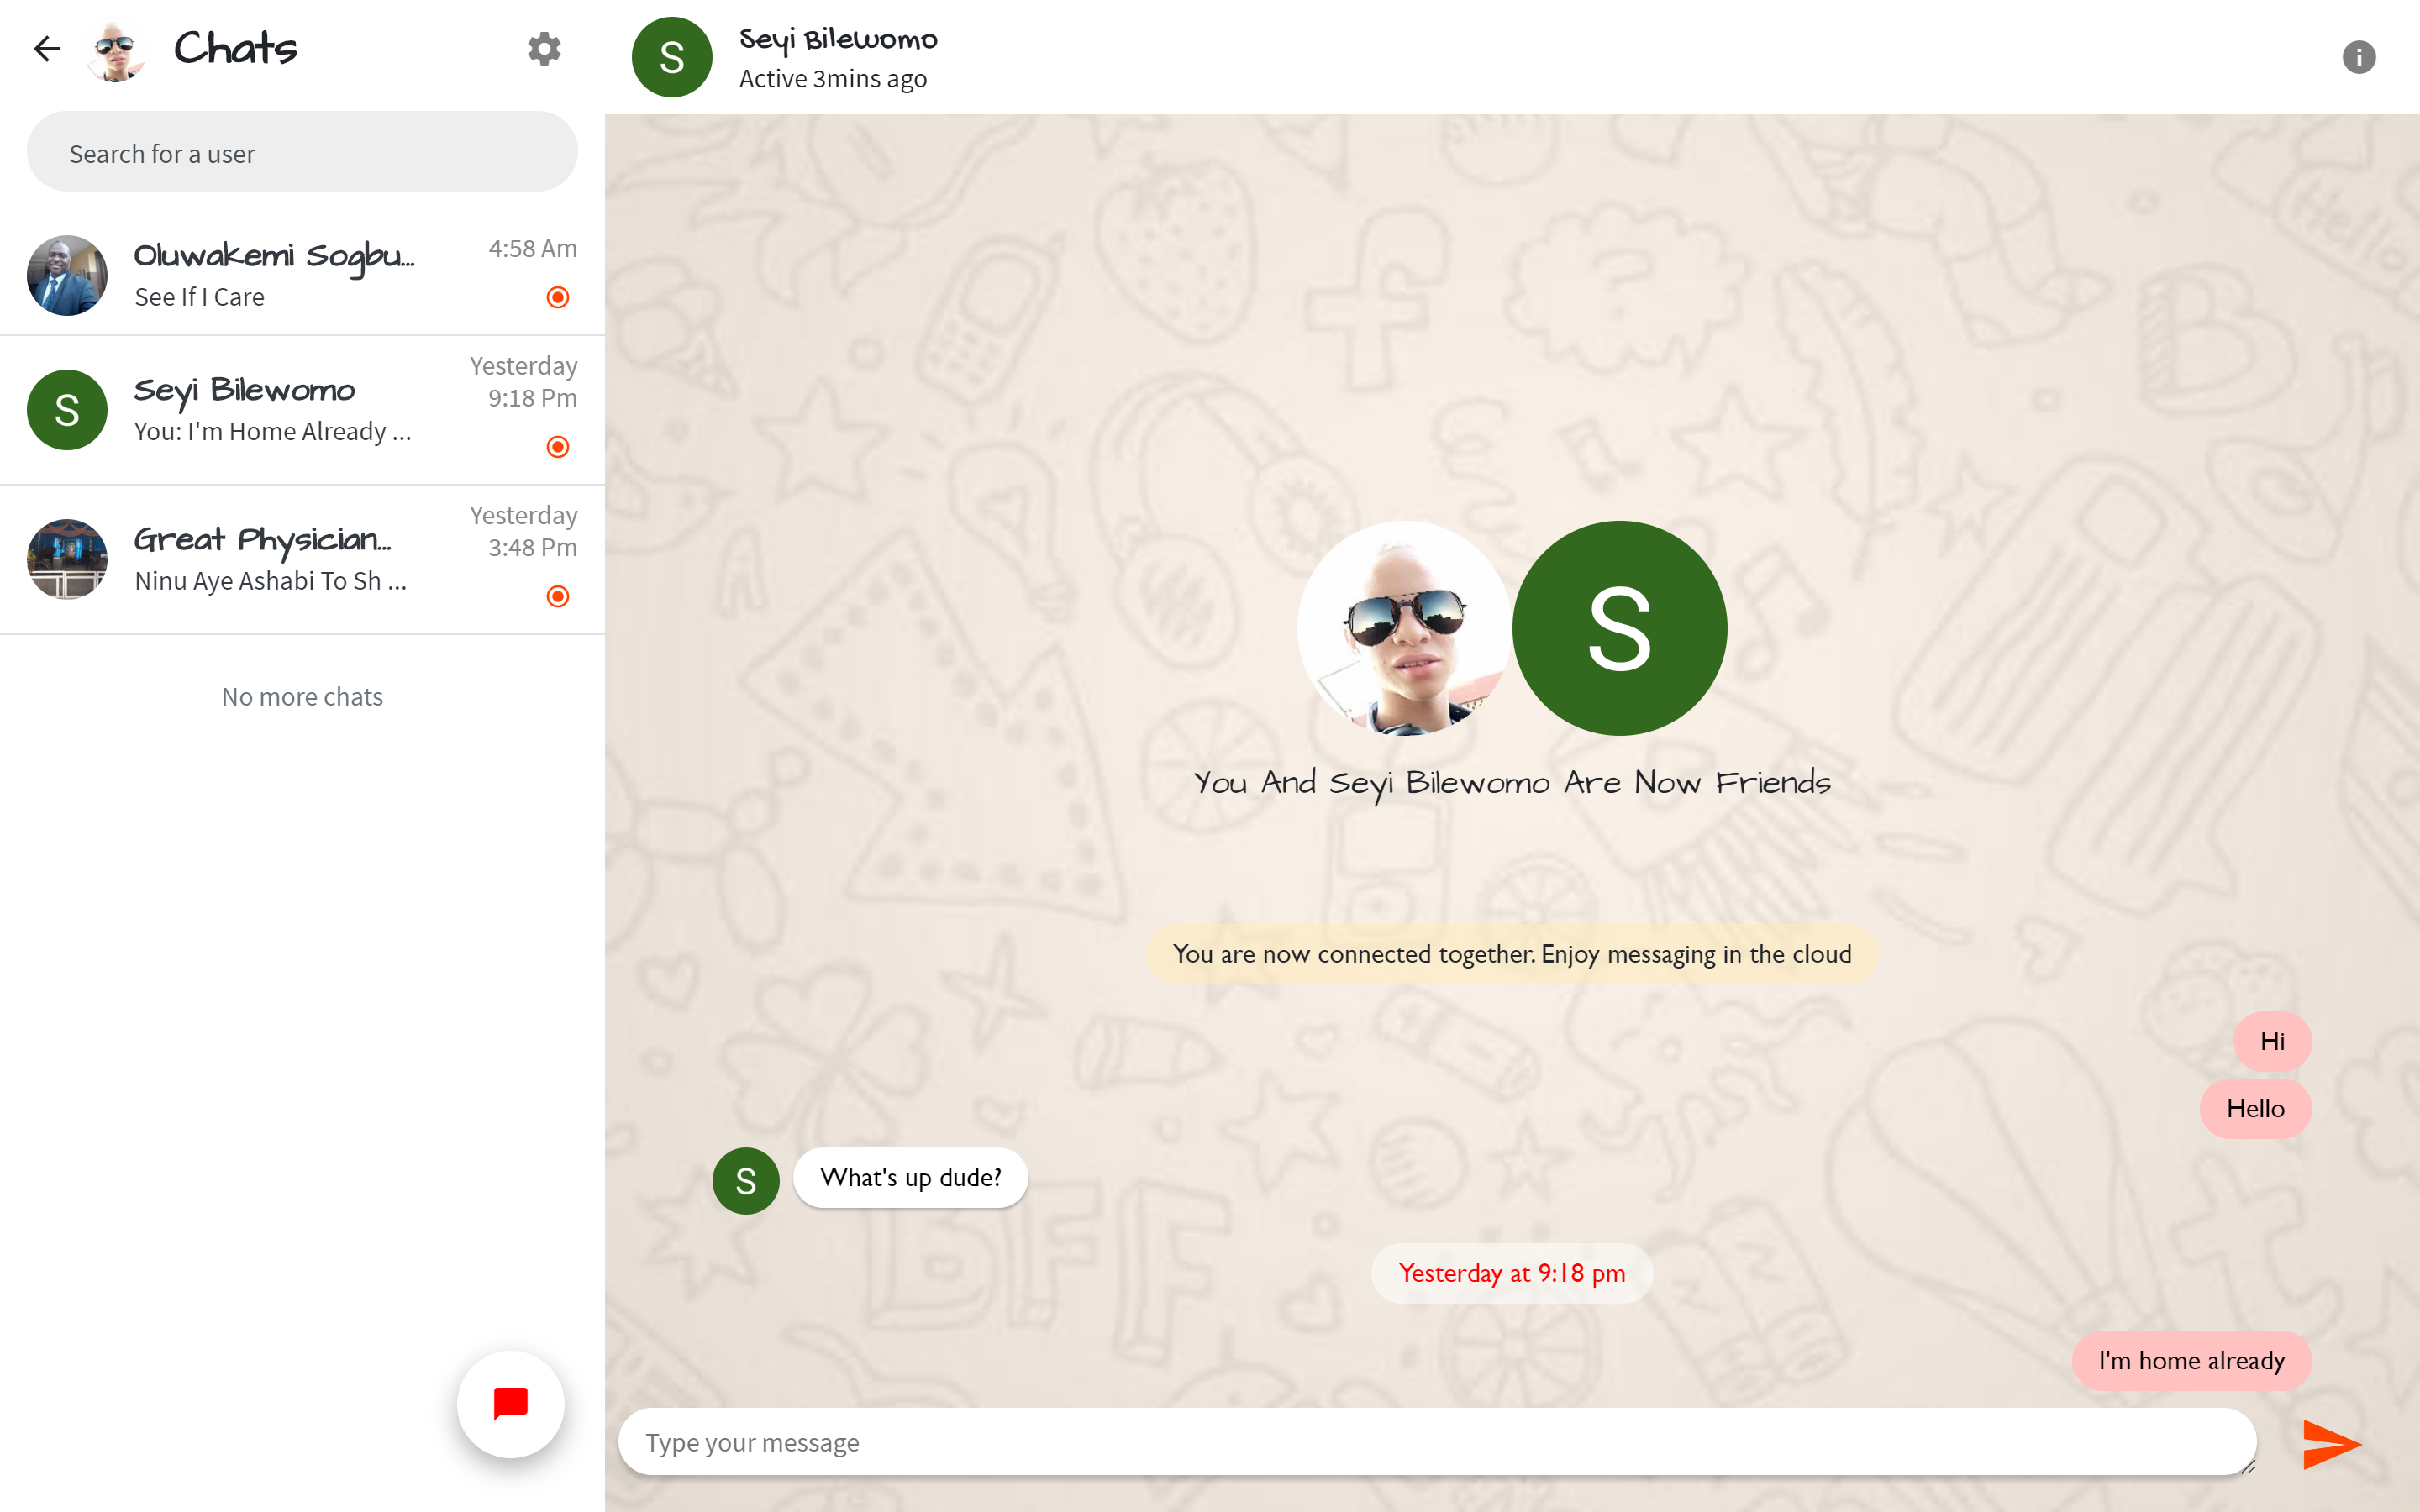 Chats
Search for a user
Oluwakemi Sogbu...
4:58 Am
See If I Care
S
Seyi Bilewomo
Yesterday
9:18 Pm
You: I'm Home Already ...
Great Physician...
Yesterday
3:48 Pm
Ninu Aye Ashabi To Sh ...
No more chats
S
Seyi Bilewomo
Active 3mins ago
Hello
B
S
You And Seyi Bilewomo Are Now Friends
You are now connected together. Enjoy messaging in the cloud
Hi
Hello
S
What's up dude?
BFF
Yesterday at 9:18 pm
I'm home already
Type your message